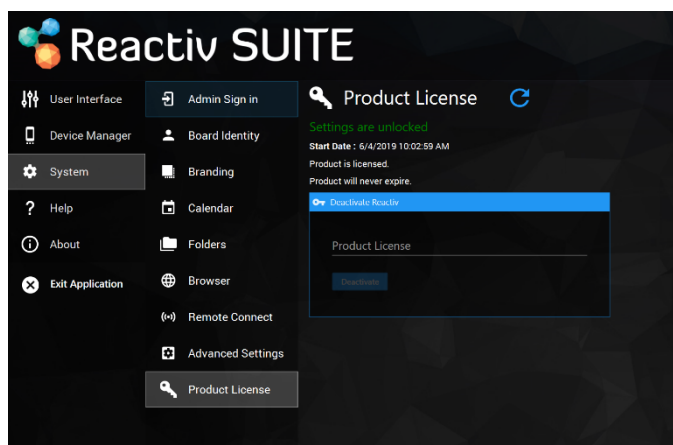 Reactiv SUITE
User Interface
Device Manager
System
Help
About
Exit Application
Admin Sign in
Board Identity
Branding
Calendar
Folders
Browser
Remote Connect
Advanced Settings
Product License
Product License
Settings are unlocked
Start Date : 6/4/2019 10:02:59 AM
Product is licensed.
Product will never expire.
Deactivate Reactiv
Product License
Deactivate